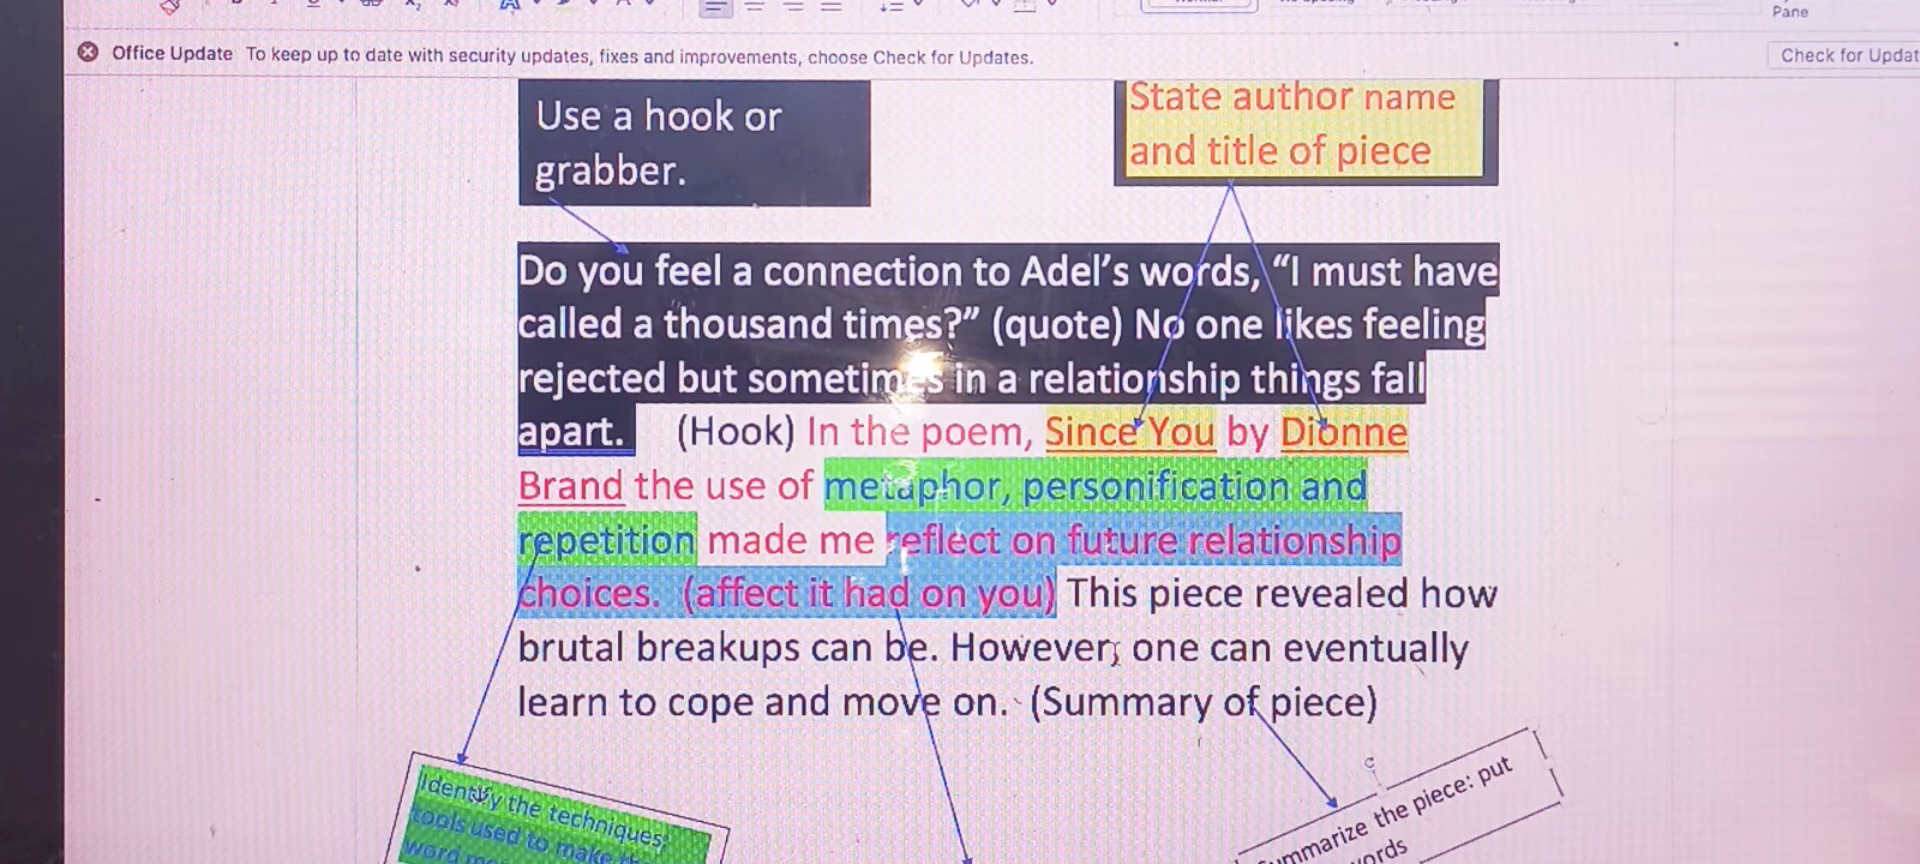 Pane
Office Update To keep up to date with security updates, fixes and improvements, choose Check for Updates.
Check for Updat
Use a hook or
grabber.
State author name
and title of piece
Do you feel a connection to Adel’s words, “I must have
called a thousand times?” (quote) No one likes feeling
rejected but sometimes in a relationship things fall
apart. (Hook) In the poem, Since You by Dionne
Brand the use of metaphor, personification and
repetition made me reflect on future relationship
choices. (affect it had on you) This piece revealed how
brutal breakups can be. However, one can eventually
learn to cope and move on. (Summary of piece)
Identify the techniques;
tools used to make
word
ummarize the piece: put
words